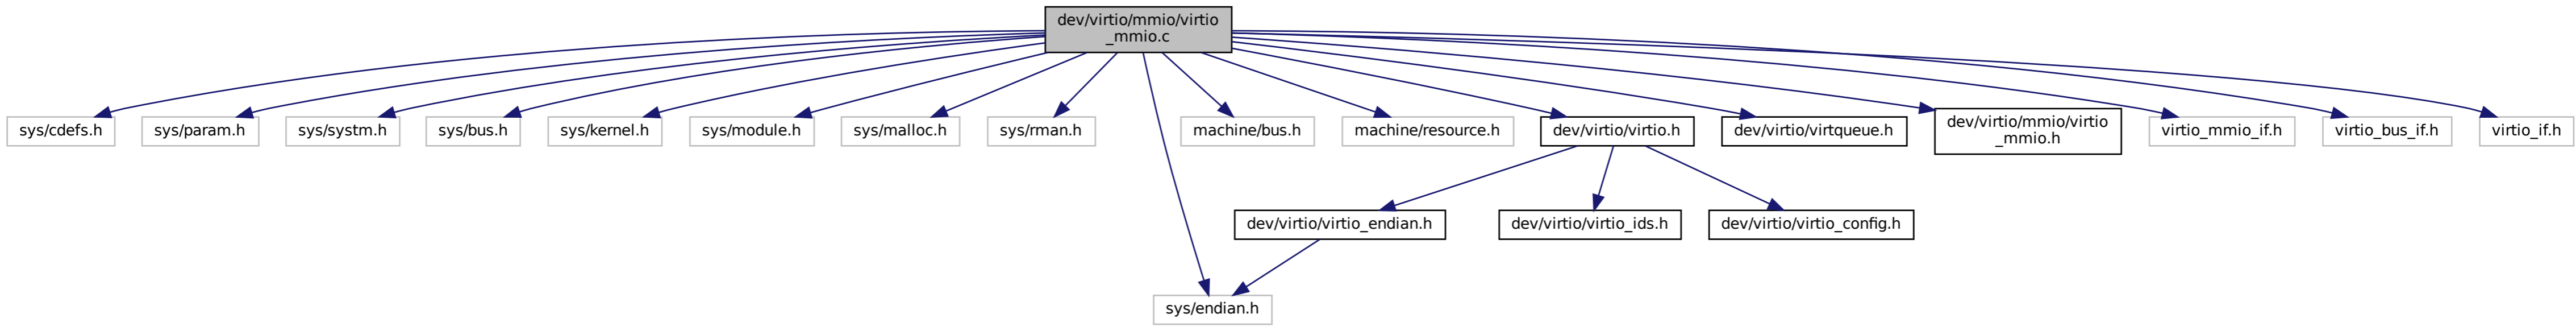 dev/virtio/mmio/virtio
_mmio.c
sys/cdefs.h
sys/param.h
sys/systm.h
sys/bus.h
sys/kernel.h
sys/module.h
sys/malloc.h
sys/rman.h
machine/bus.h
machine/resource.h
dev/virtio/virtio.h
dev/virtio/virtqueue.h
dev/virtio/mmio/virtio
_mmio.h
virtio_mmio_if.h
virtio_bus_if.h
virtio_if.h
dev/virtio/virtio_endian.h
dev/virtio/virtio_ids.h
dev/virtio/virtio_config.h
sys/endian.h